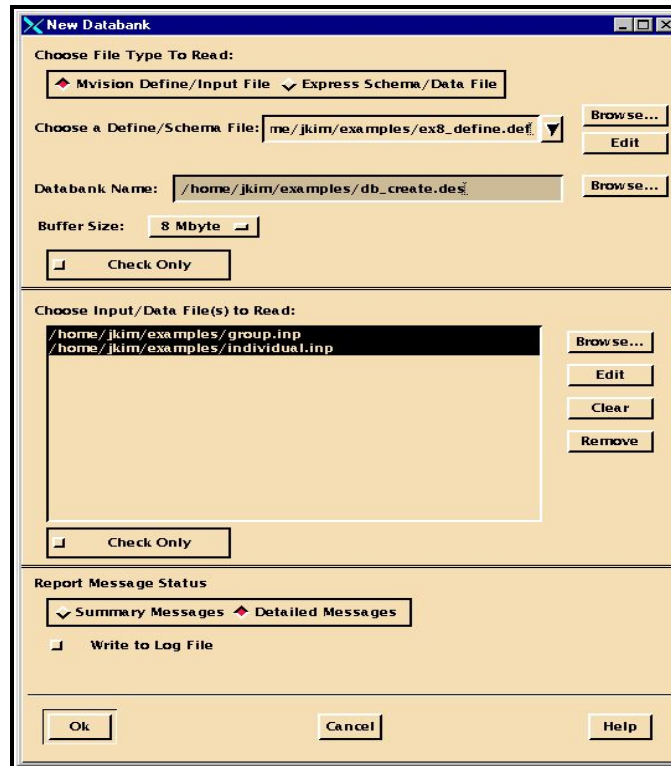 New Databank
Choose File Type To Read:
Mvision Define/Input File Express Schema/Data File
Choose a Define/Schema File: me/jkim/examples/ex8_define.def Browse...
Edit
Databank Name: /home/jkim/examples/db_create.des Browse...
Buffer Size: 8 Mbyte
Check Only
Choose Input/Data File(s) to Read:
/home/jkim/examples/group.inp
/home/jkim/examples/individual.inp
Browse...
Edit
Clear
Remove
Check Only
Report Message Status
Summary Messages Detailed Messages
Write to Log File
Ok Cancel Help